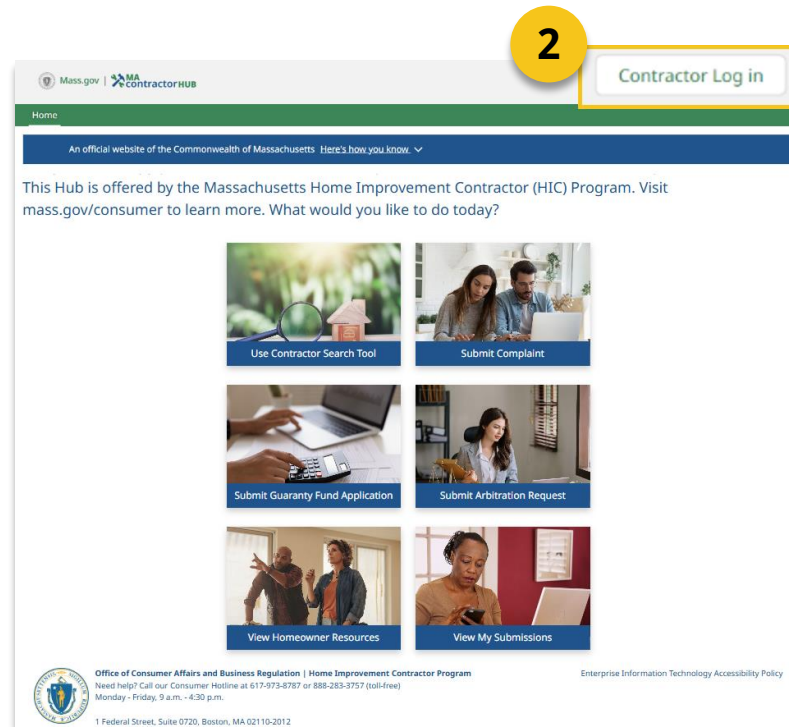 2
Contractor Log in
Mass.gov | MA contractorHUB
Home
An official website of the Commonwealth of Massachusetts Here's how you know
This Hub is offered by the Massachusetts Home Improvement Contractor (HIC) Program. Visit
mass.gov/consumer to learn more. What would you like to do today?
Use Contractor Search Tool
Submit Complaint
Submit Guaranty Fund Application
Submit Arbitration Request
View Homeowner Resources
View My Submissions
Office of Consumer Affairs and Business Regulation | Home Improvement Contractor Program
Enterprise Information Technology Accessibility Policy
Need help? Call our Consumer Hotline at 617-973-8787 or 888-283-3757 (toll-free)
Monday - Friday, 9 a.m. - 4:30 p.m.
1 Federal Street, Suite 0720, Boston, MA 02110-2012